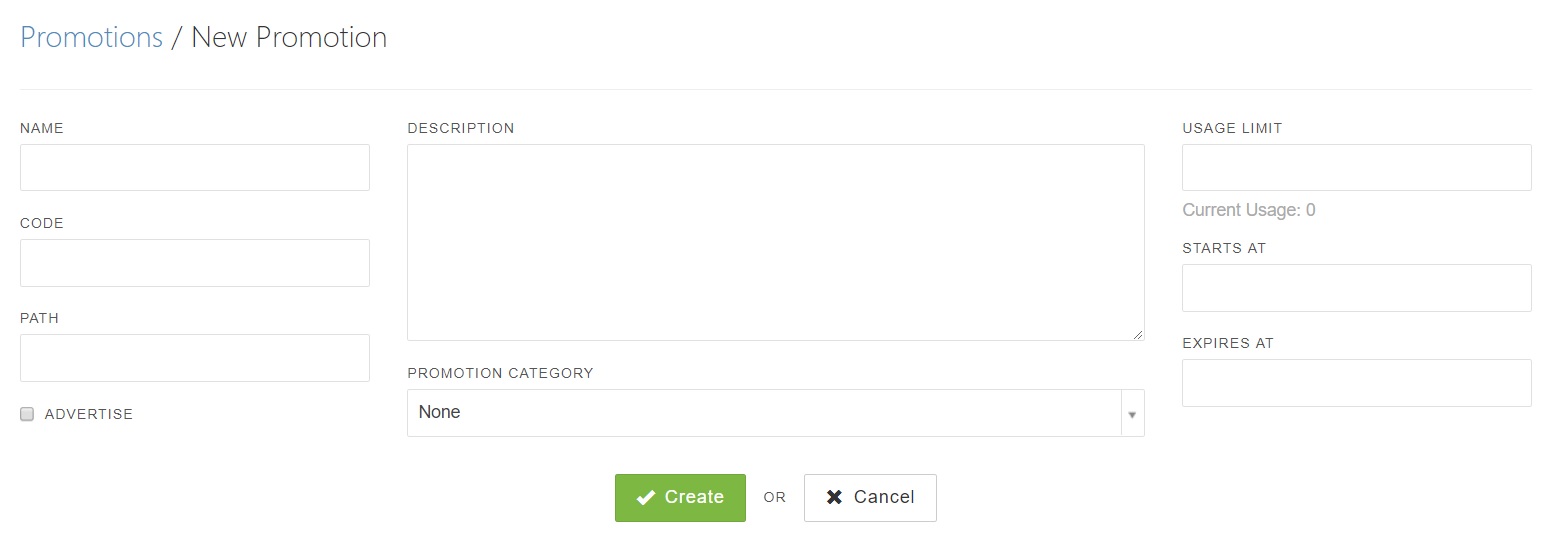 Promotions / New Promotion
NAME
CODE
PATH
ADVERTISE
DESCRIPTION
PROMOTION CATEGORY
None
USAGE LIMIT
Current Usage: 0
STARTS AT
EXPIRES AT
Create OR Cancel